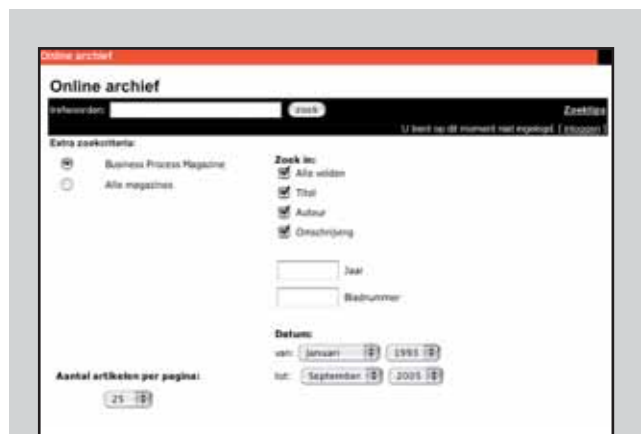 Online archief
Online archief
trefwoorden: zoek Zoektips
U bent op dit moment niet ingelogd. [ inloggen ]
Extra zoekcriteria:
Business Process Magazine
Alle magazines
Zoek in:
Alle velden
Titel
Auteur
Omschrijving
Jaar
Bladnummer
Datum:
van: Januari 1993
Aantal artikelen per pagina: tot: September 2005
25